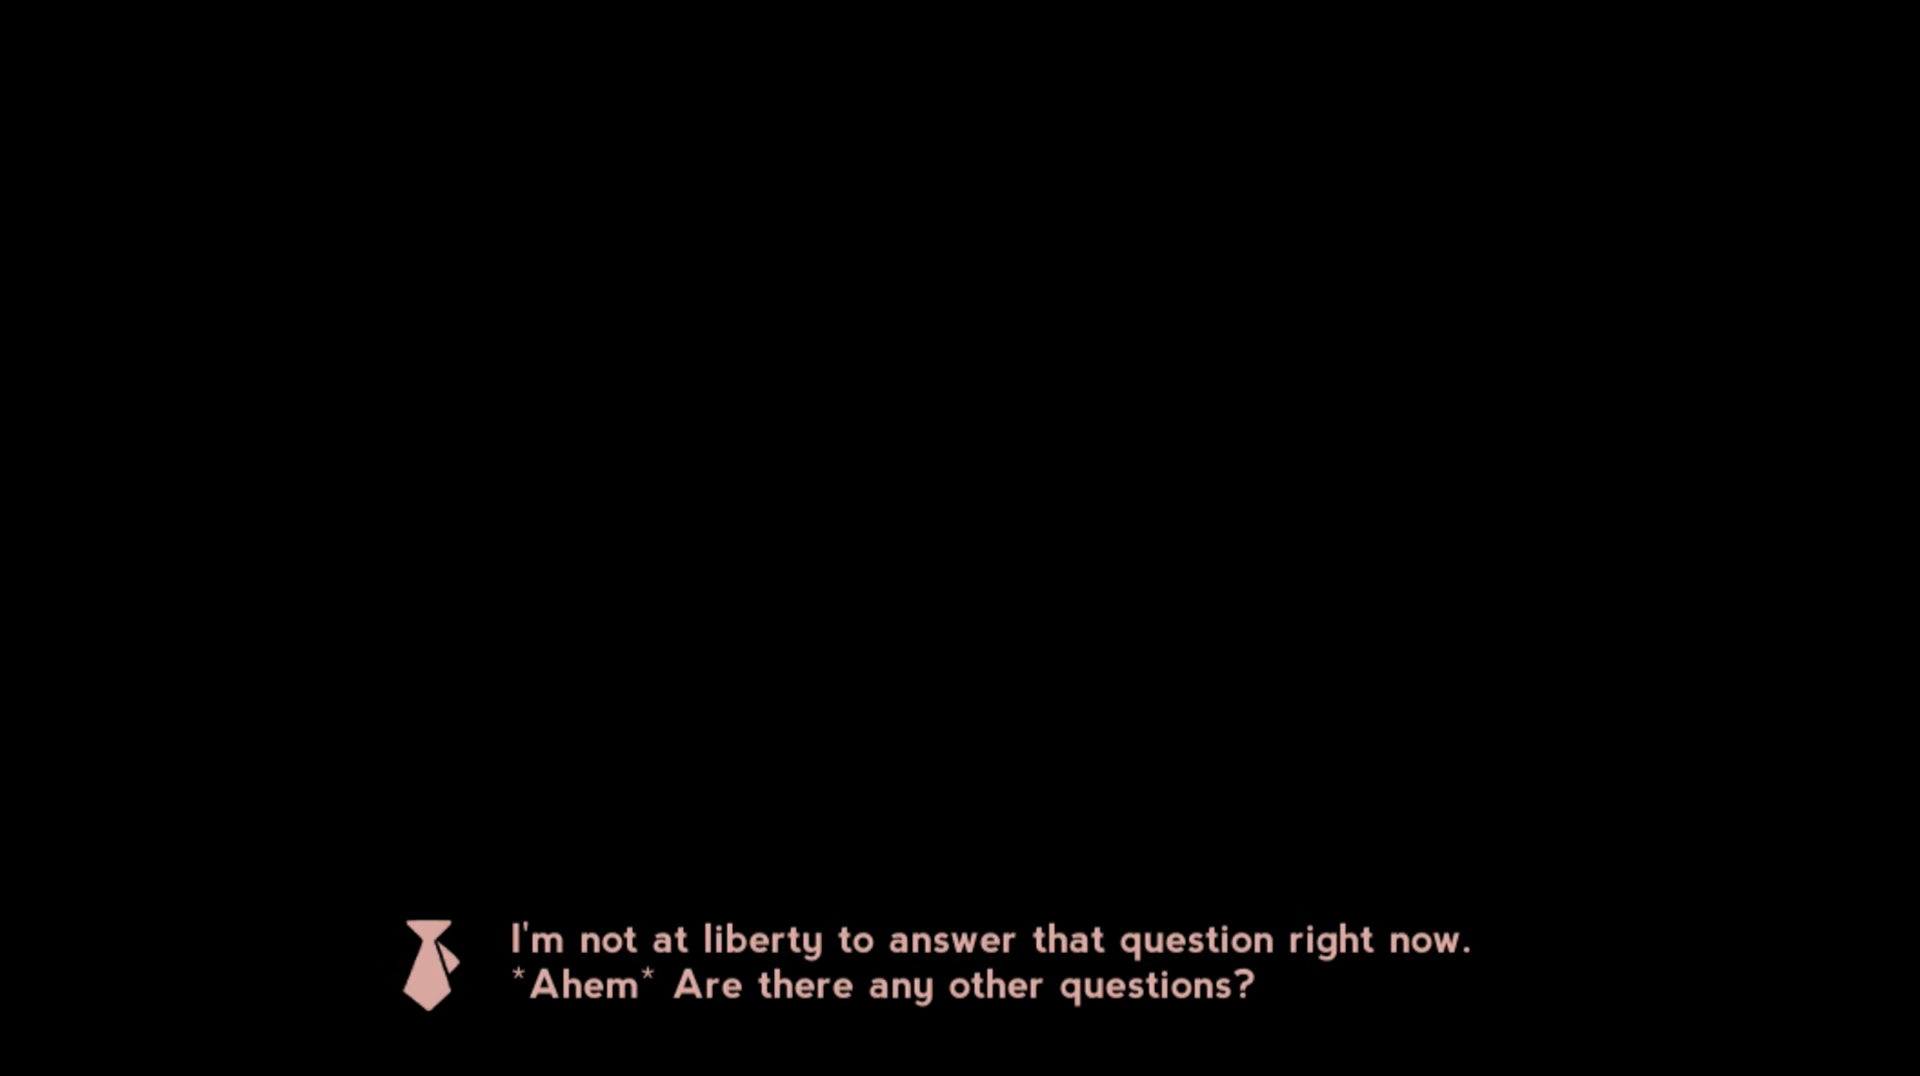 I'm not at liberty to answer that question right now.
*Ahem* Are there any other questions?